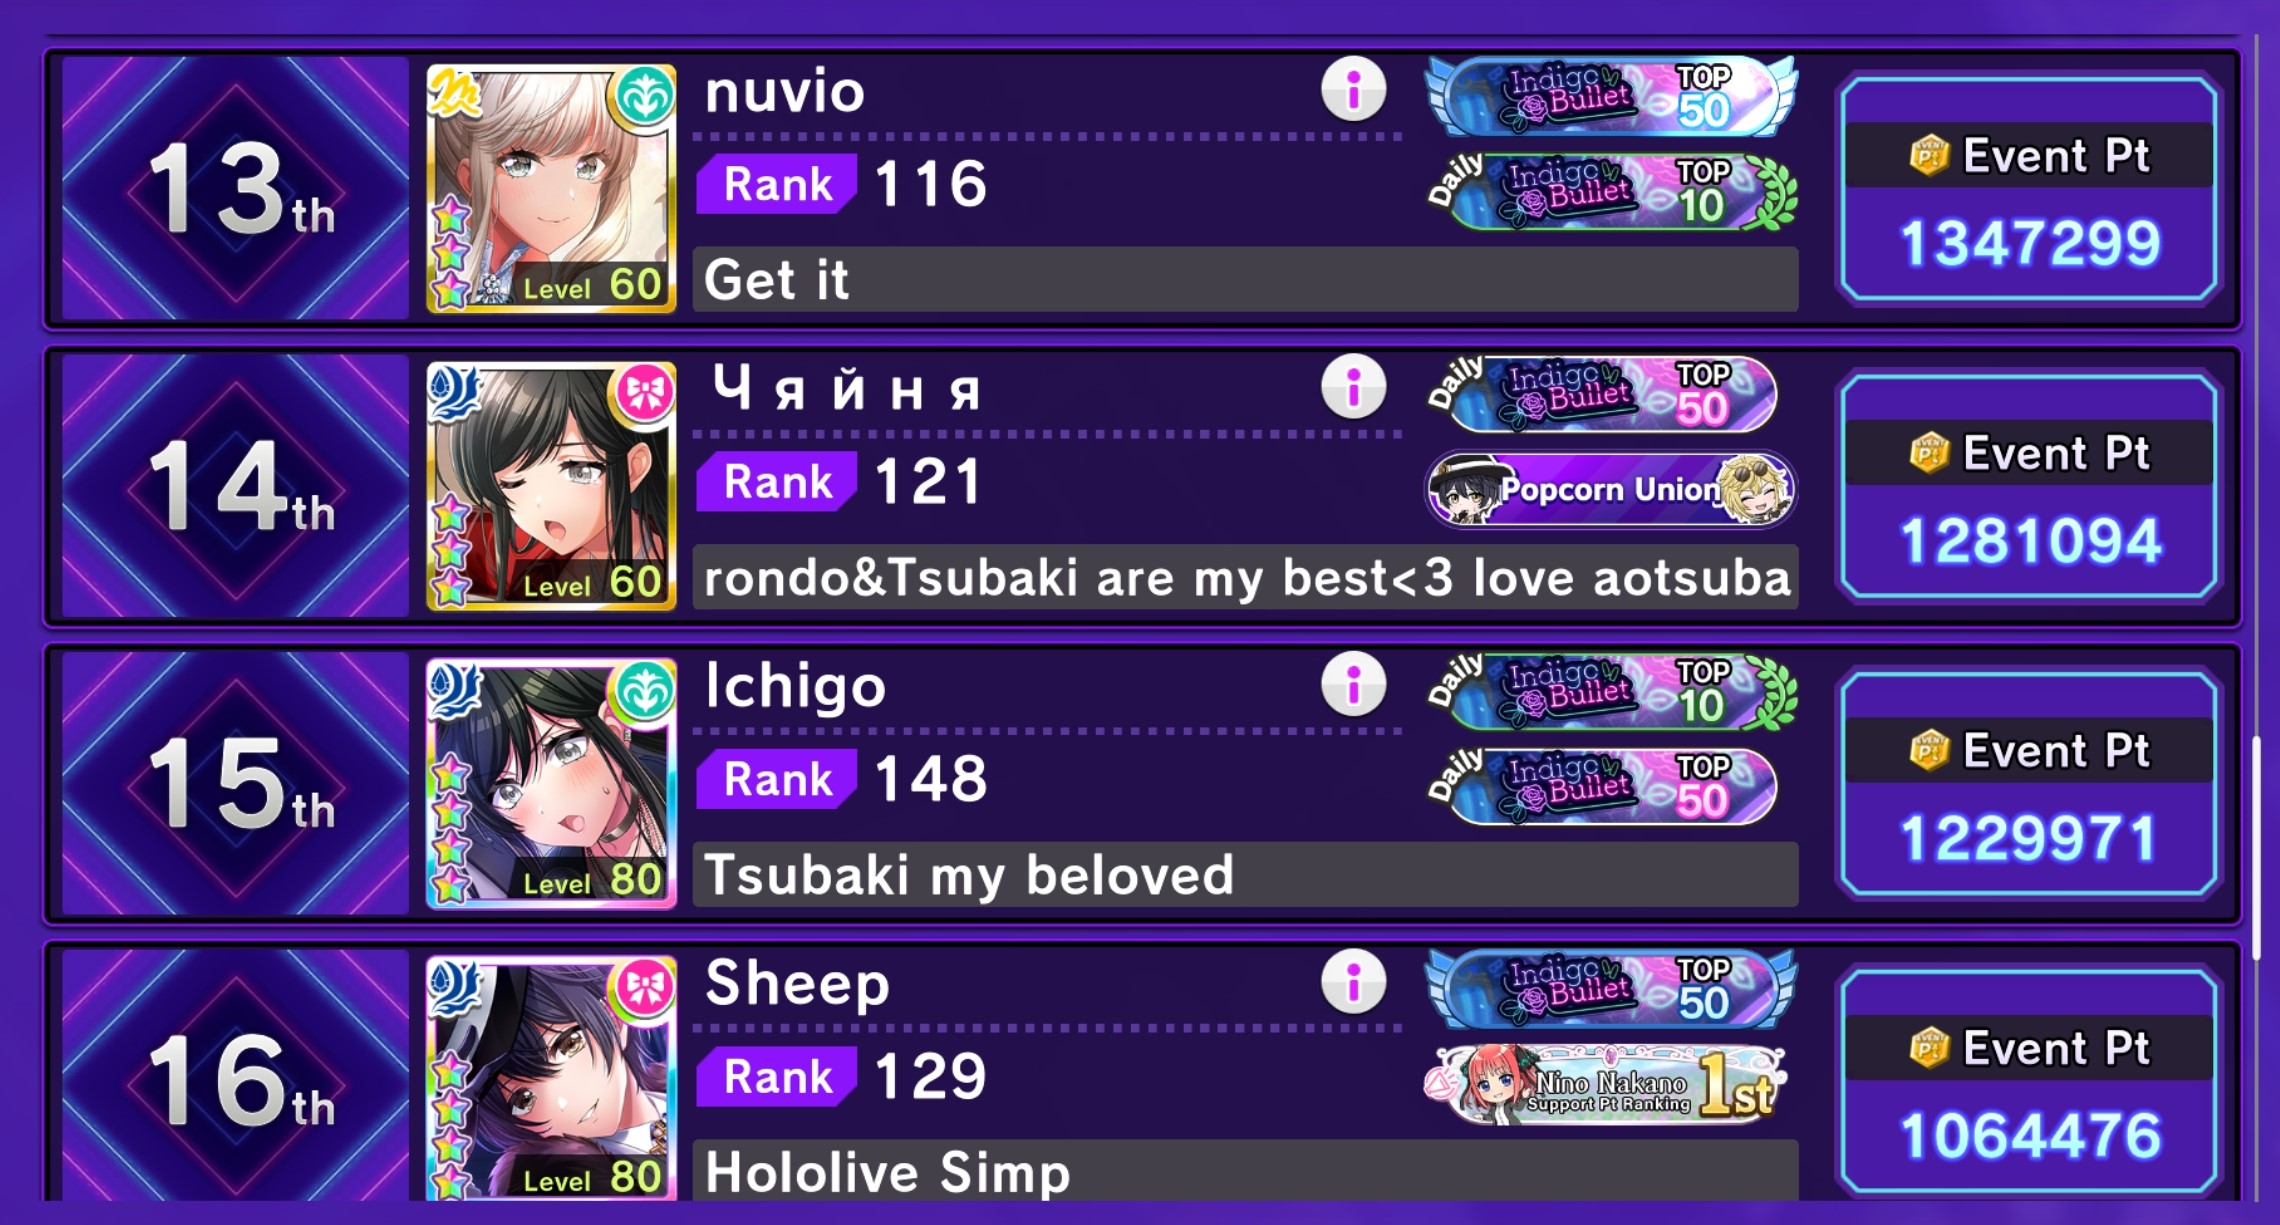 13th
Level 60
nuvio
Rank 116
Get it
Indigo Bullet TOP 50
Daily Indigo Bullet TOP 10
Event Pt
1347299
14th
Level 60
Чяйня
Rank 121
rondo&Tsubaki are my best<3 love aotsuba
Daily Indigo Bullet TOP 50
Popcorn Union
Event Pt
1281094
15th
Level 80
Ichigo
Rank 148
Tsubaki my beloved
Daily Indigo Bullet TOP 10
Daily Indigo Bullet TOP 50
Event Pt
1229971
16th
Level 80
Sheep
Rank 129
Hololive Simp
Indigo Bullet TOP 50
Nino Nakano 1st
Support Pt Ranking
Event Pt
1064476